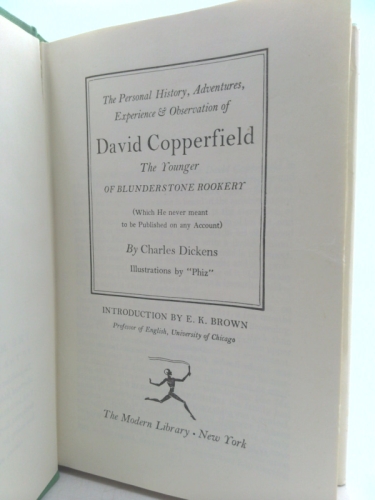 The Personal History, Adventures,
Experience & Observation of
David Copperfield
The Younger
OF BLUNDERSTONE ROOKERY
(Which He never meant
to be Published on any Account)
By Charles Dickens
Illustrations by "Phiz"
INTRODUCTION BY E. K. BROWN
Professor of English, University of Chicago
The Modern Library · New York